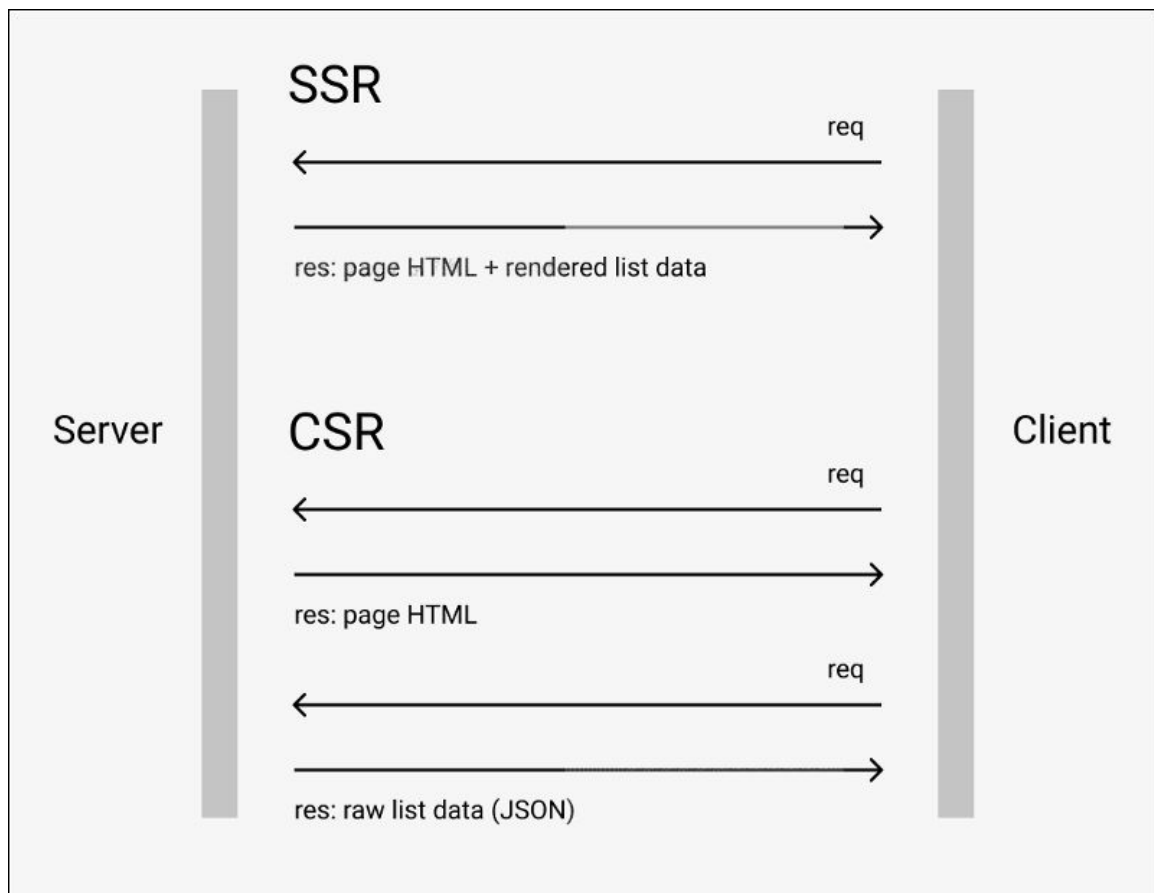 SSR
req
res: page HTML + rendered list data
Server
CSR
Client
req
res: page HTML
req
res: raw list data (JSON)